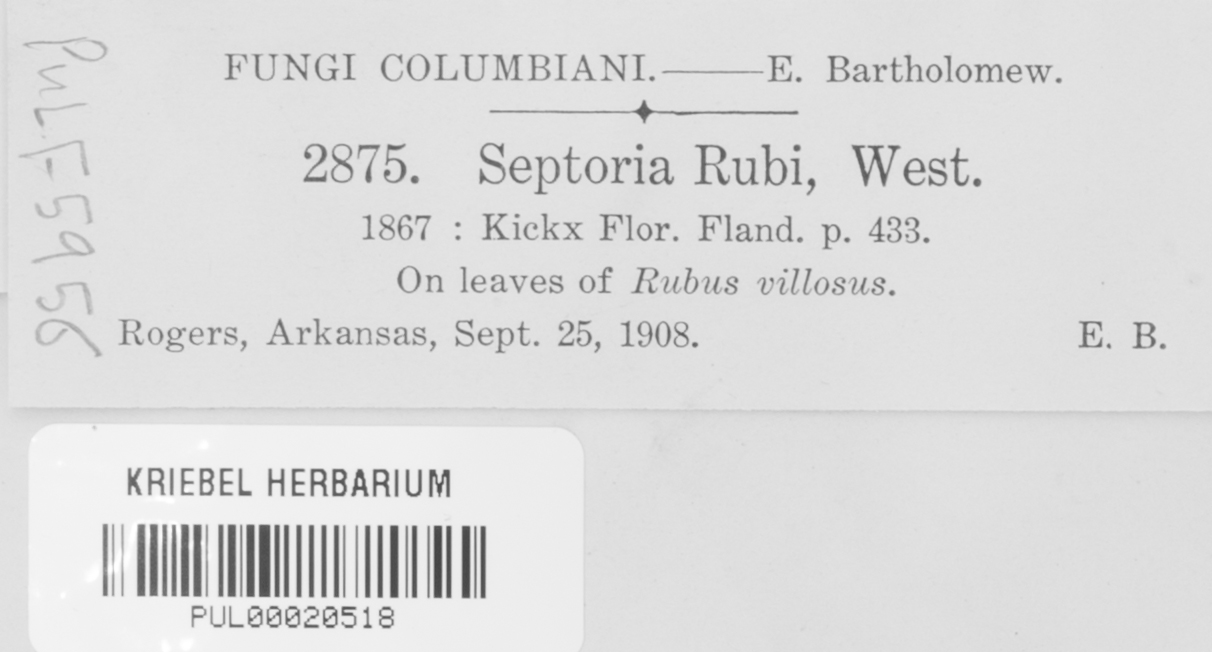 FUNGI COLUMBIANI.——E. Bartholomew.
2875. Septoria Rubi, West.
1867 : Kickx Flor. Fland. p. 433.
On leaves of Rubus villosus.
Rogers, Arkansas, Sept. 25, 1908. E. B.
PUL F5956
KRIEBEL HERBARIUM
PUL00020518